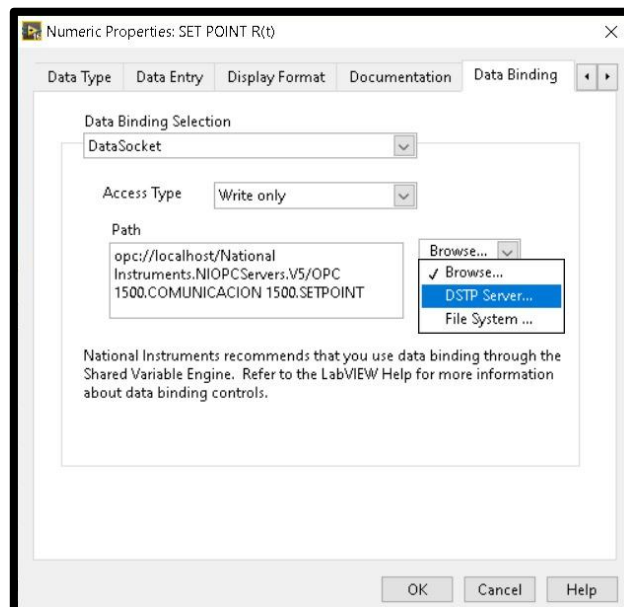 Numeric Properties: SET POINT R(t)
Data Type Data Entry Display Format Documentation Data Binding
Data Binding Selection
DataSocket
Access Type Write only
Path
opc://localhost/National
Instruments.NIOPCServers.V5/OPC
1500.COMUNICACION 1500.SETPOINT
Browse...
✓ Browse...
DSTP Server...
File System ...
National Instruments recommends that you use data binding through the
Shared Variable Engine. Refer to the LabVIEW Help for more information
about data binding controls.
OK Cancel Help